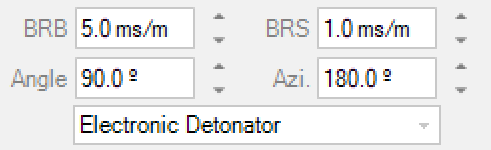 BRB 5.0 ms/m BRS 1.0 ms/m
Angle 90.0 º Azi. 180.0 º
Electronic Detonator